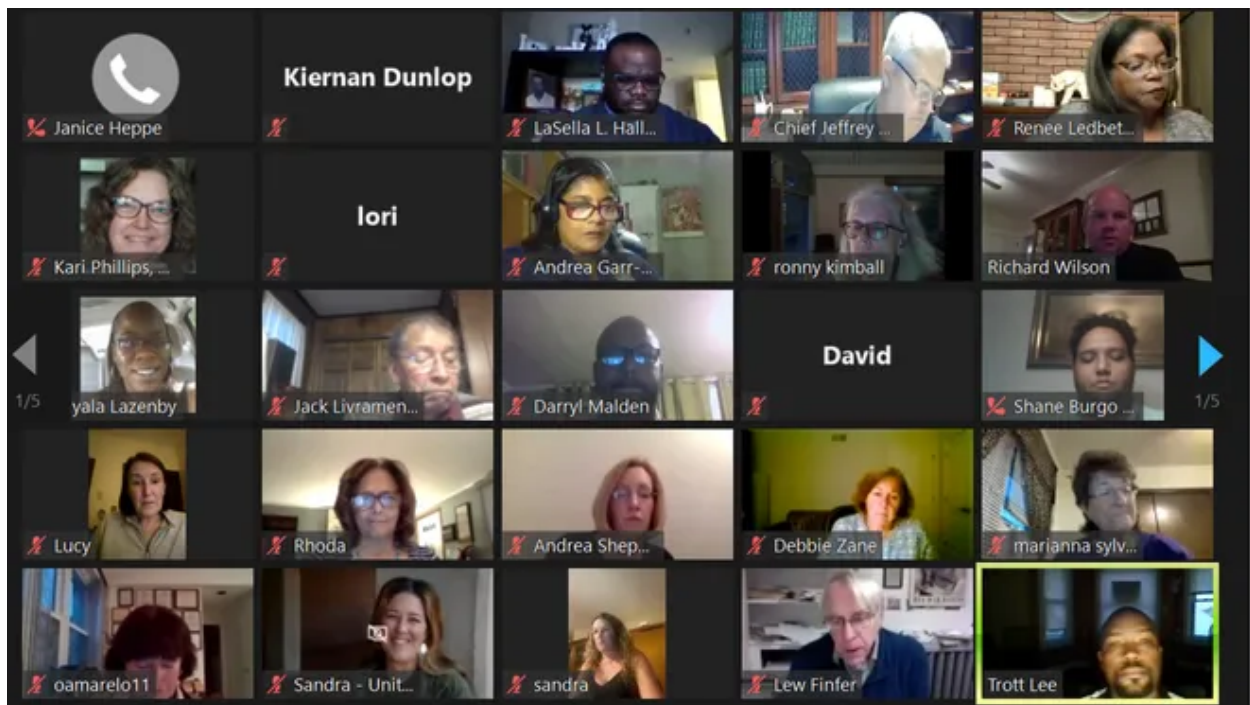 Janice Heppe
Kiernan Dunlop
LaSella L. Hall...
Chief Jeffrey ...
Renee Ledbet...
Kari Phillips, ...
lori
Andrea Garr-...
ronny kimball
Richard Wilson
yala Lazenby
Jack Livramen...
Darryl Malden
David
Shane Burgo ...
1/5
1/5
Lucy
Rhoda
Andrea Shep...
Debbie Zane
marianna sylv...
oamarelo11
Sandra - Unit...
sandra
Lew Finfer
Trott Lee